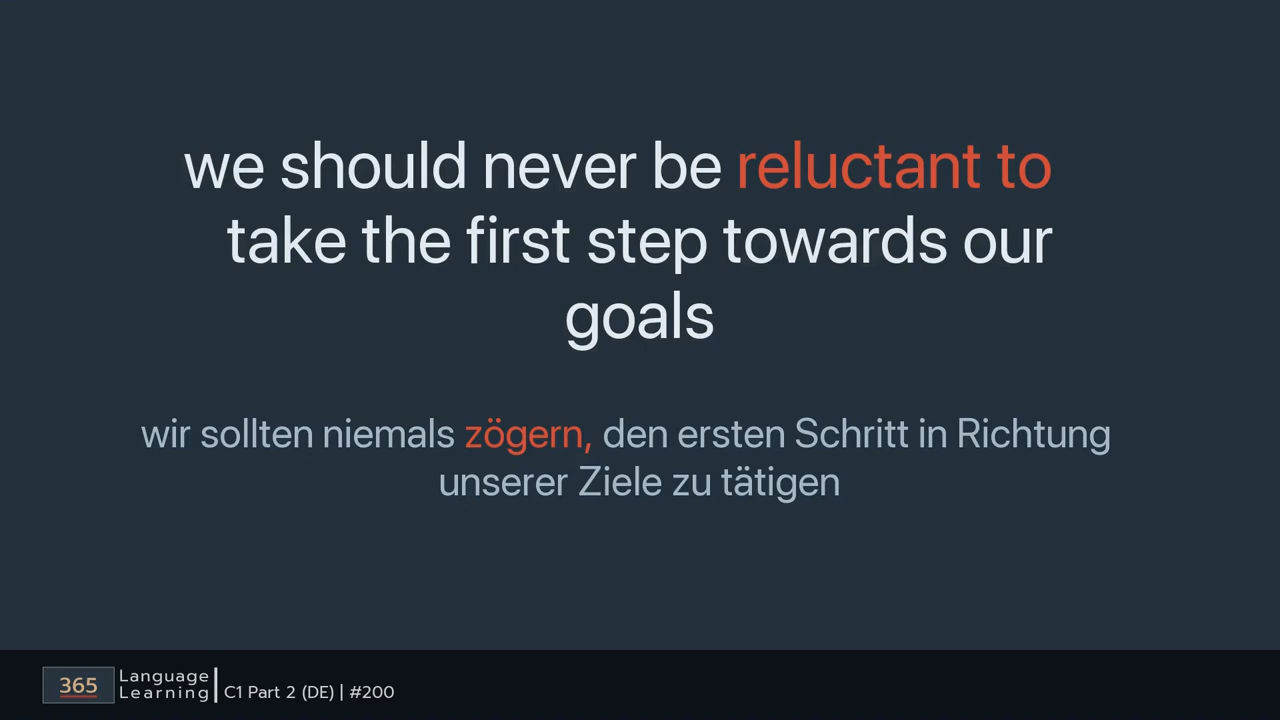 we should never be reluctant to
take the first step towards our
goals
wir sollten niemals zögern, den ersten Schritt in Richtung
unserer Ziele zu tätigen
365
Language
Learning
C1 Part 2 (DE) | #200